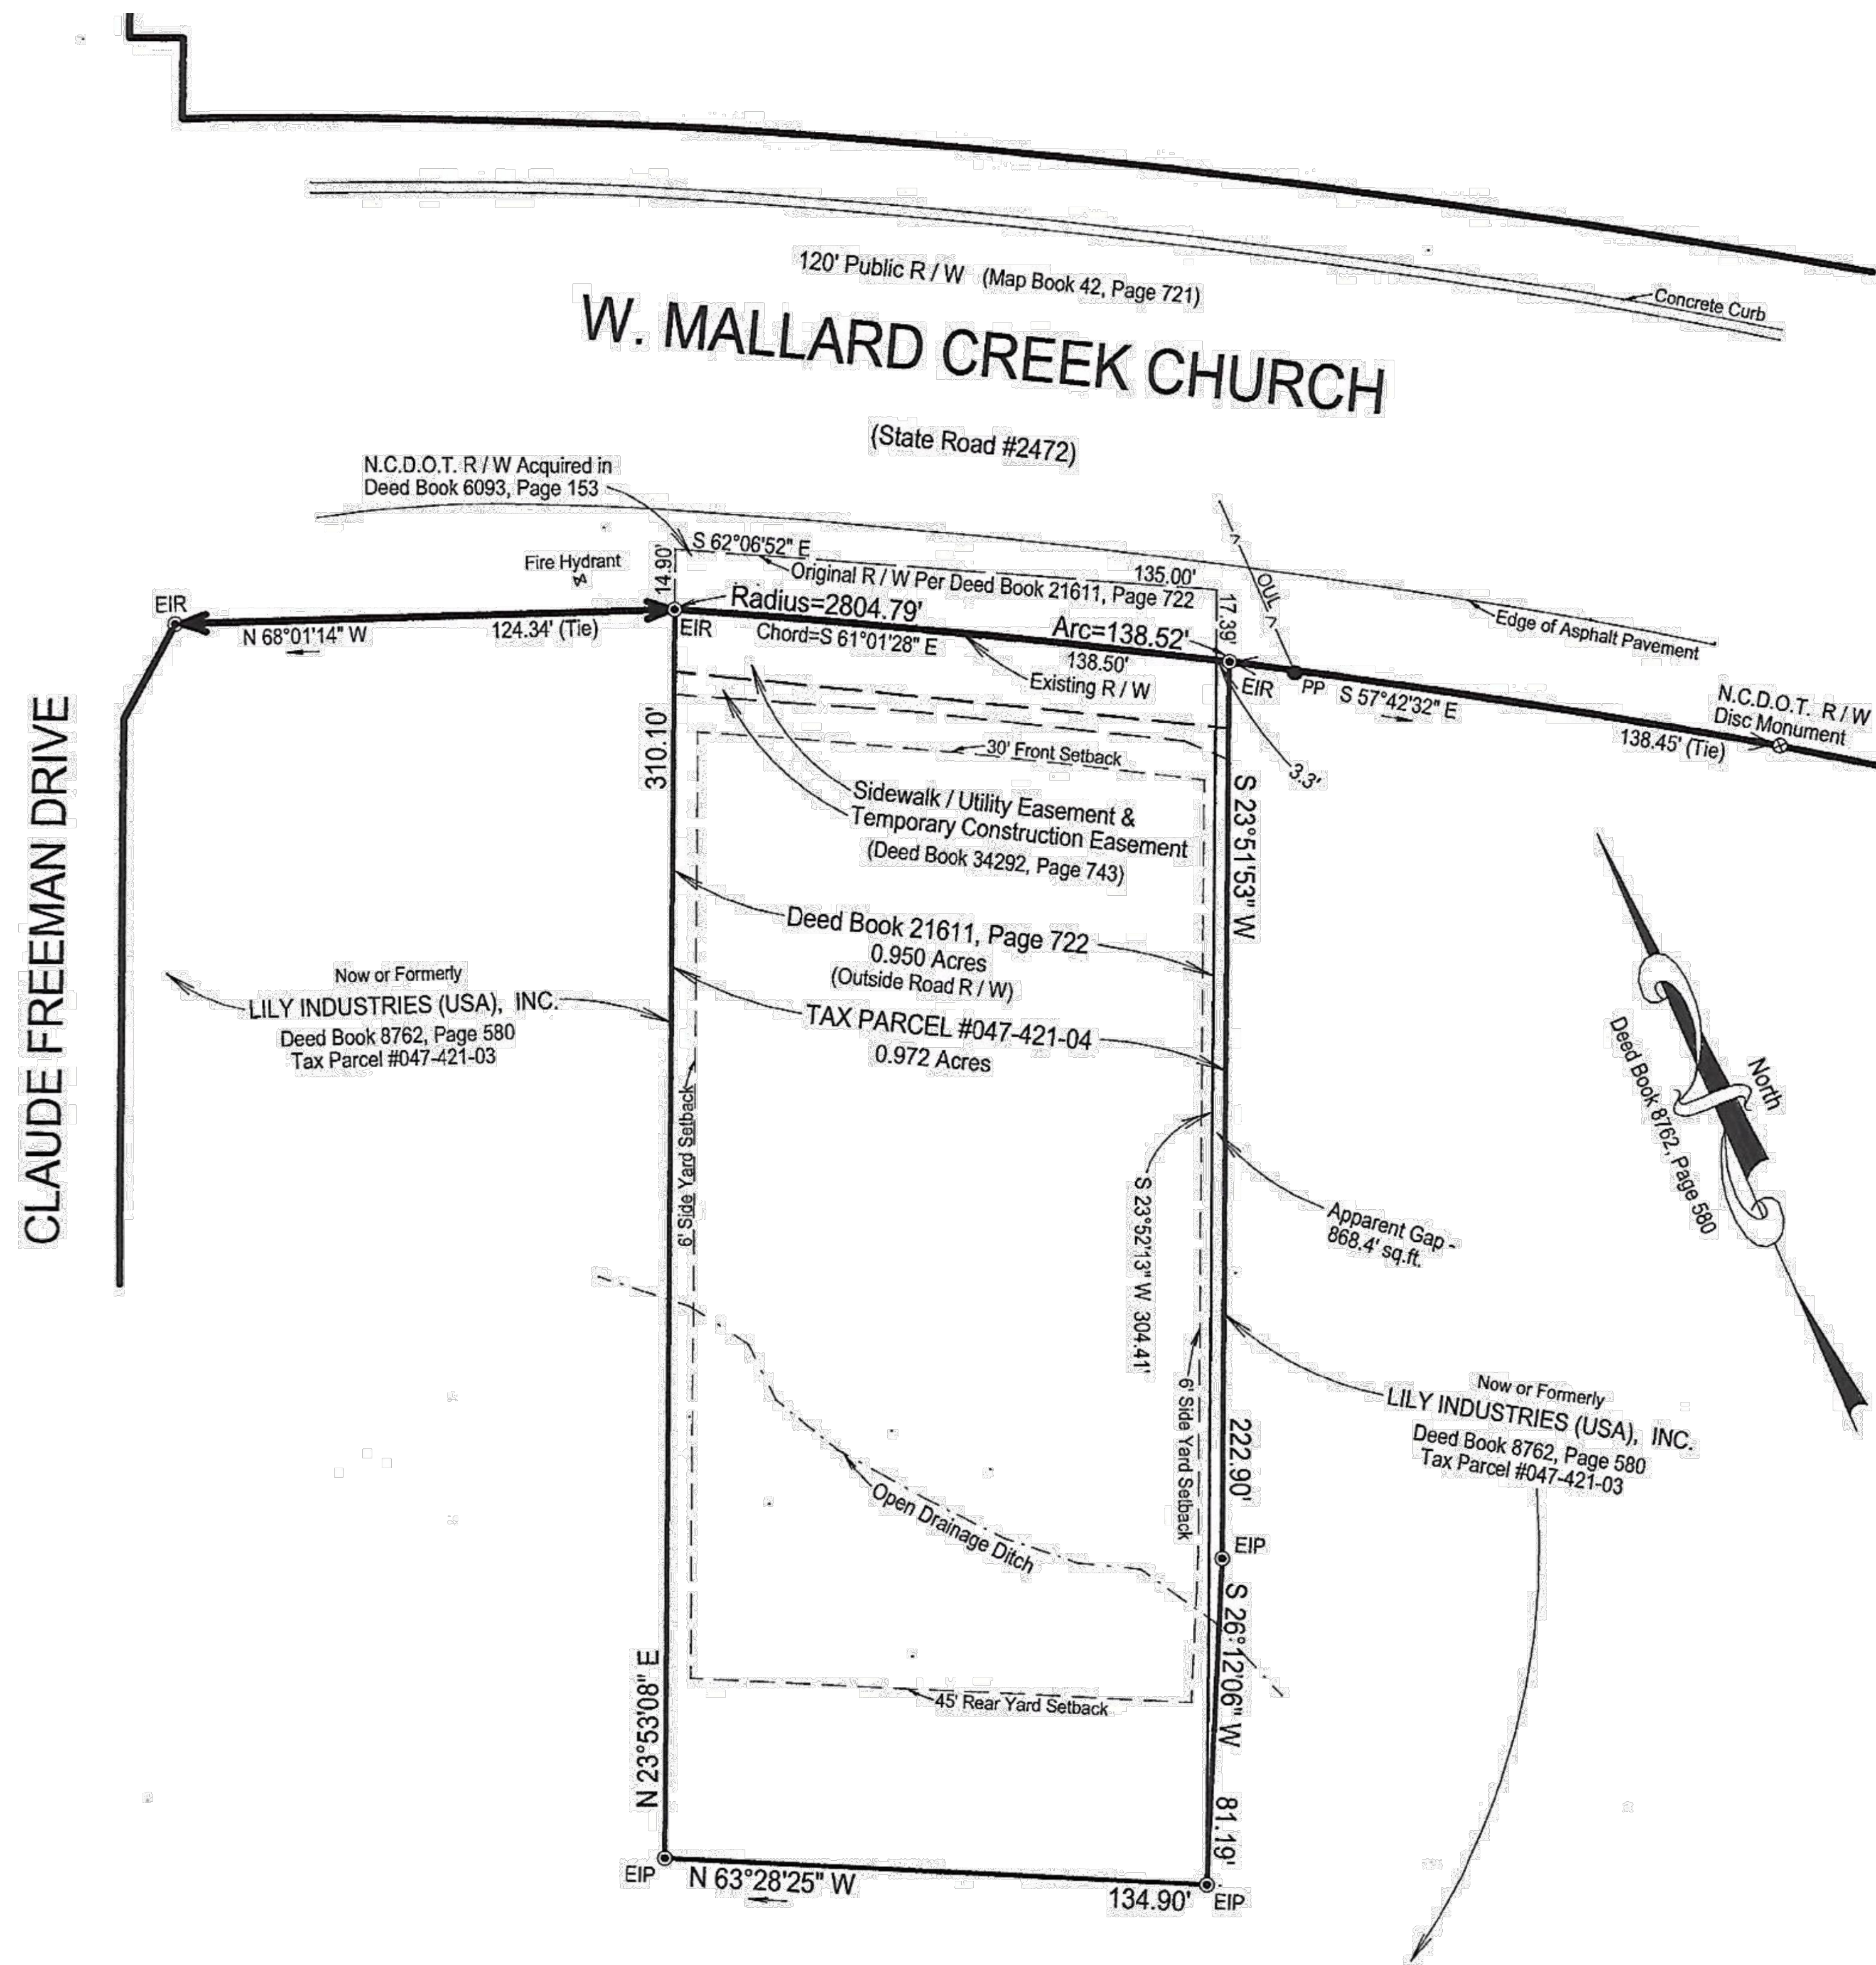 120' Public R / W (Map Book 42, Page 721)
Concrete Curb
W. MALLARD CREEK CHURCH
(State Road #2472)
N.C.D.O.T. R / W Acquired in
Deed Book 6093, Page 153
Fire Hydrant
14.90'
S 62°06'52" E
135.00'
Original R / W Per Deed Book 21611, Page 722
17.39'
OUL
Edge of Asphalt Pavement
EIR
N 68°01'14" W
124.34' (Tie)
EIR
Radius=2804.79'
Chord=S 61°01'28" E
Arc=138.52'
138.50'
Existing R / W
EIR
PP
S 57°42'32" E
N.C.D.O.T. R / W
Disc Monument
138.45' (Tie)
3.3'
CLAUDE FREEMAN DRIVE
310.10'
30' Front Setback
Sidewalk / Utility Easement &
Temporary Construction Easement
(Deed Book 34292, Page 743)
S 23°51'53" W
Deed Book 21611, Page 722
0.950 Acres
(Outside Road R / W)
TAX PARCEL #047-421-04
0.972 Acres
Now or Formerly
LILY INDUSTRIES (USA), INC.
Deed Book 8762, Page 580
Tax Parcel #047-421-03
6' Side Yard Setback
North
Deed Book 8762, Page 580
S 23°52'13" W 304.41'
Apparent Gap -
868.4' sq.ft.
6' Side Yard Setback
222.90'
Now or Formerly
LILY INDUSTRIES (USA), INC.
Deed Book 8762, Page 580
Tax Parcel #047-421-03
Open Drainage Ditch
EIP
S 26°12'06" W
45' Rear Yard Setback
N 23°53'08" E
81.19'
EIP
N 63°28'25" W
134.90'
EIP